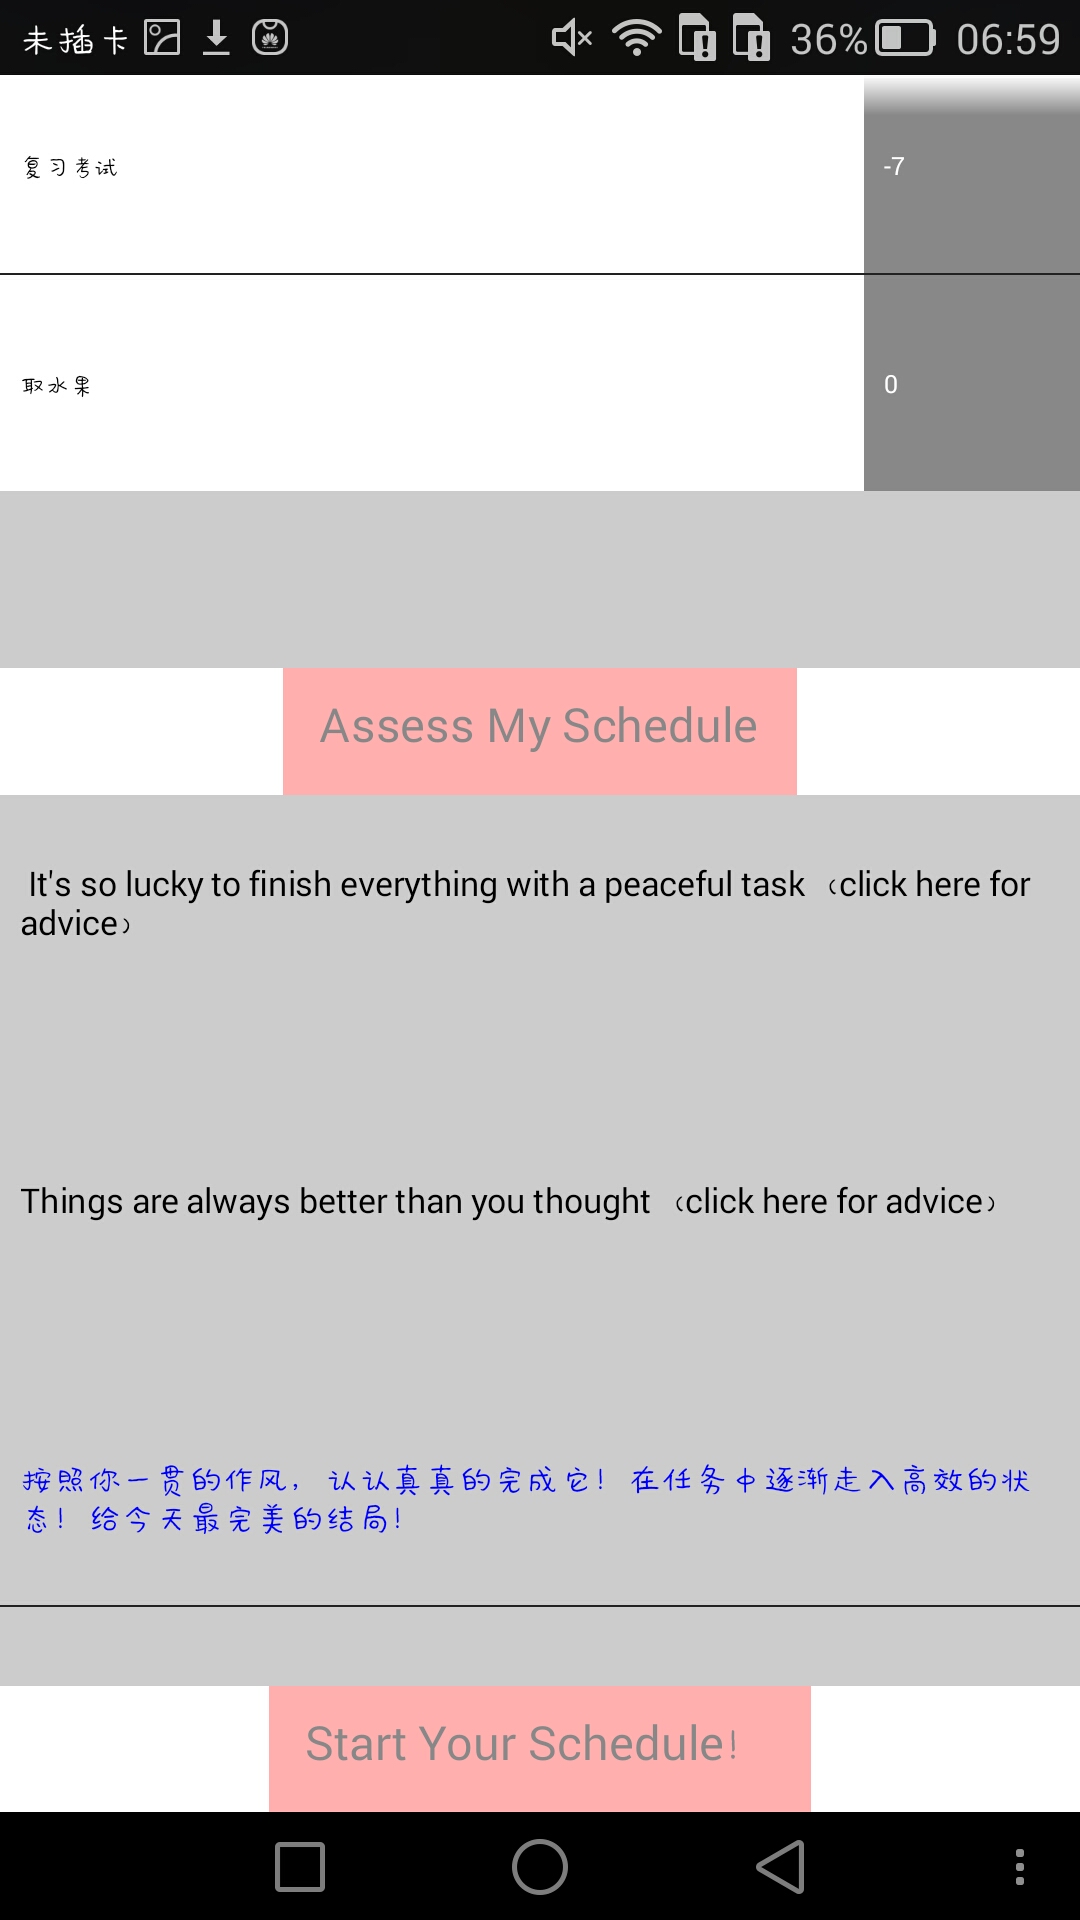 未插卡 36% 06:59
复习考试 -7
取水果 0
Assess My Schedule
It's so lucky to finish everything with a peaceful task （click here for
advice）
Things are always better than you thought （click here for advice）
按照你一贯的作风，认认真真的完成它！在任务中逐渐走入高效的状
态！给今天最完美的结局！
Start Your Schedule！